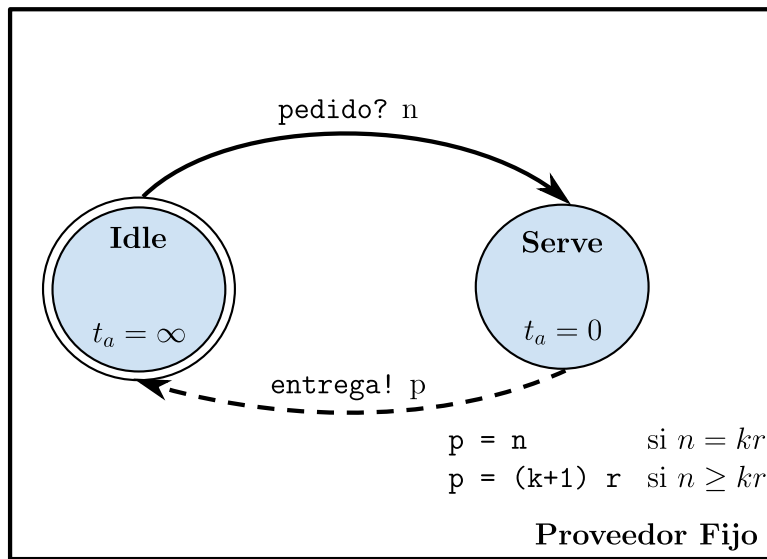 pedido? n
Idle
Serve
t_a = ∞
t_a = 0
entrega! p
p = n si n = kr
p = (k+1) r si n ≥ kr
Proveedor Fijo